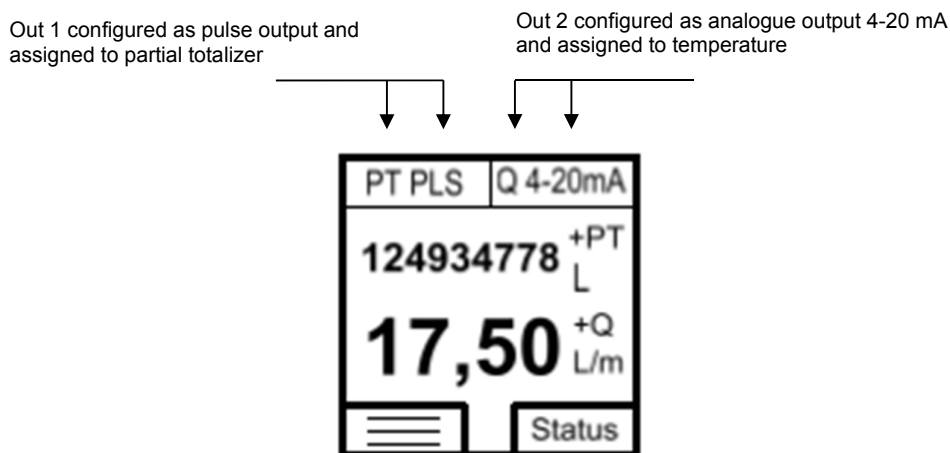 Out 1 configured as pulse output and
assigned to partial totalizer
Out 2 configured as analogue output 4-20 mA
and assigned to temperature
PT PLS
Q 4-20mA
124934778 +PT
L
17,50 +Q
L/m
Status